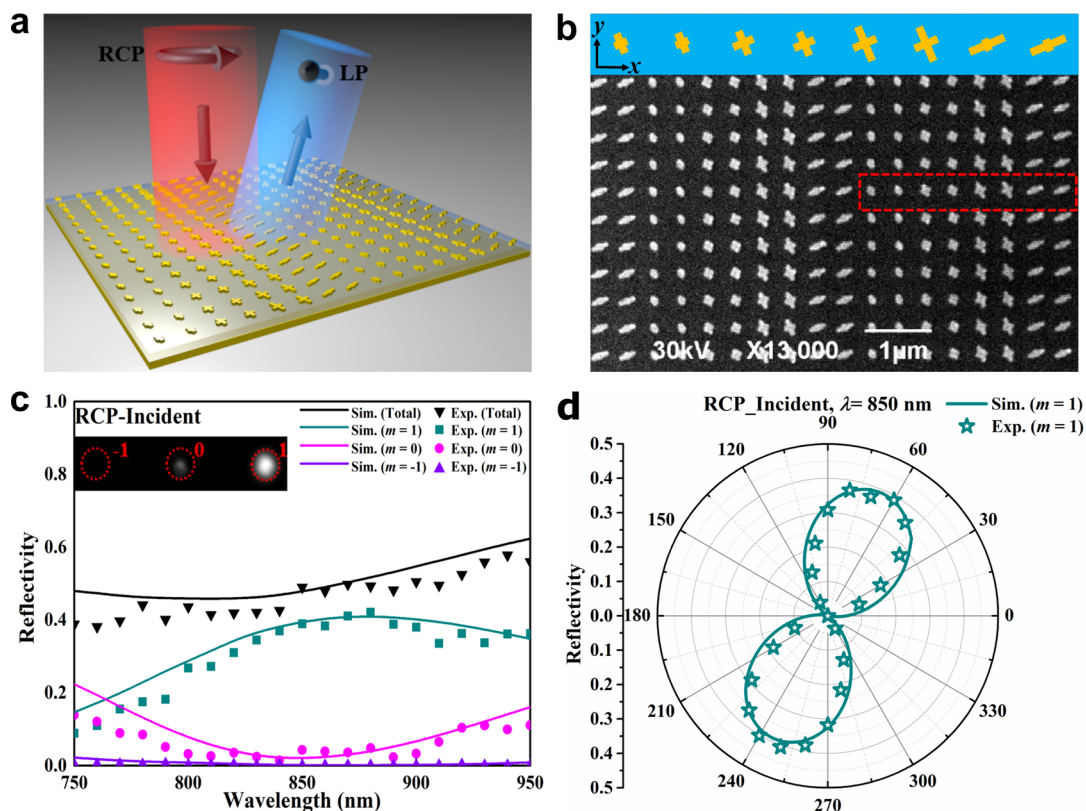 a
RCP
LP
b
y
x
30kV X13,000 1μm
c
RCP-Incident
Sim. (Total) Exp. (Total)
Sim. (m = 1) Exp. (m = 1)
Sim. (m = 0) Exp. (m = 0)
Sim. (m = -1) Exp. (m = -1)
-1 0 1
1.0
0.8
0.6
0.4
0.2
0.0
Reflectivity
750 800 850 900 950
Wavelength (nm)
d
RCP_Incident, λ= 850 nm
Sim. (m = 1)
Exp. (m = 1)
0.5
0.4
0.3
0.2
0.1
0.0
0.1
0.2
0.3
0.4
0.5
Reflectivity
90
120 60
150 30
180 0
210 330
240 300
270